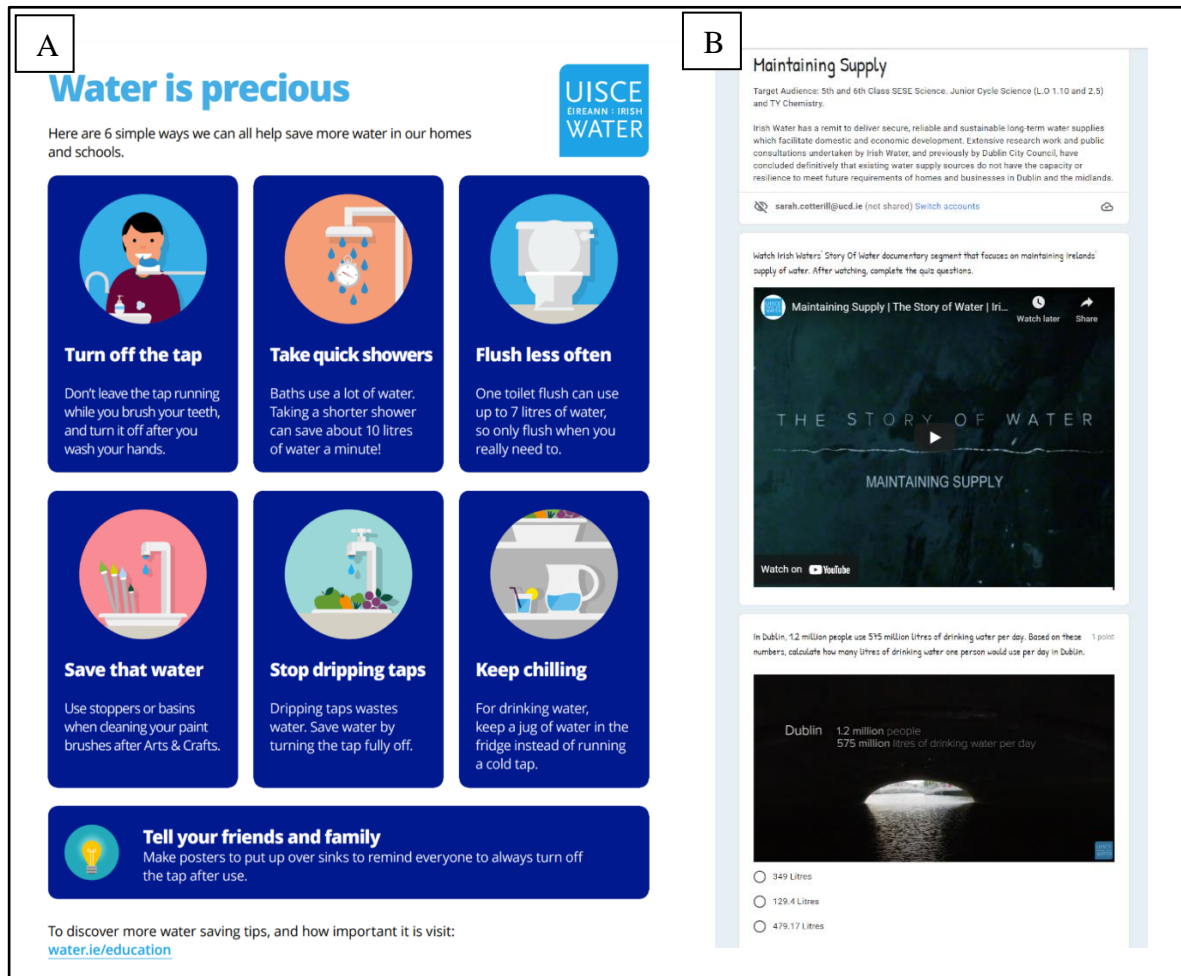 A
Water is precious
UISCE
ÉIREANN : IRISH
WATER
Here are 6 simple ways we can all help save more water in our homes
and schools.
Turn off the tap
Don't leave the tap running
while you brush your teeth,
and turn it off after you
wash your hands.
Take quick showers
Baths use a lot of water.
Taking a shorter shower
can save about 10 litres
of water a minute!
Flush less often
One toilet flush can use
up to 7 litres of water,
so only flush when you
really need to.
Save that water
Use stoppers or basins
when cleaning your paint
brushes after Arts & Crafts.
Stop dripping taps
Dripping taps wastes
water. Save water by
turning the tap fully off.
Keep chilling
For drinking water,
keep a jug of water in the
fridge instead of running
a cold tap.
Tell your friends and family
Make posters to put up over sinks to remind everyone to always turn off
the tap after use.
To discover more water saving tips, and how important it is visit:
water.ie/education
B
Maintaining Supply
Target Audience: 5th and 6th Class SESE Science. Junior Cycle Science (L.O 1.10 and 2.5)
and TY Chemistry.
Irish Water has a remit to deliver secure, reliable and sustainable long-term water supplies
which facilitate domestic and economic development. Extensive research work and public
consultations undertaken by Irish Water, and previously by Dublin City Council, have
concluded definitively that existing water supply sources do not have the capacity or
resilience to meet future requirements of homes and businesses in Dublin and the midlands.
sarah.cotterill@ucd.ie (not shared) Switch accounts
Watch Irish Waters' Story Of Water documentary segment that focuses on maintaining Irelands'
supply of water. After watching, complete the quiz questions.
Maintaining Supply | The Story of Water | Iri...
Watch later
Share
THE STORY OF WATER
MAINTAINING SUPPLY
Watch on YouTube
In Dublin, 1.2 million people use 575 million litres of drinking water per day. Based on these
numbers, calculate how many litres of drinking water one person would use per day in Dublin.
1 point
Dublin 1.2 million people
575 million litres of drinking water per day
349 Litres
129.4 Litres
479.17 Litres